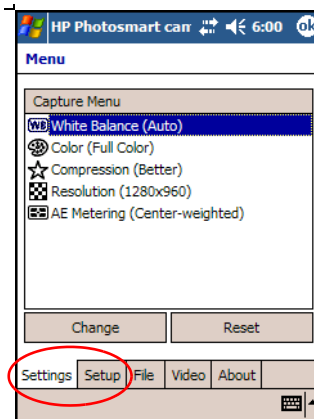 HP Photosmart cam 6:00 ok
Menu
Capture Menu
WB White Balance (Auto)
Color (Full Color)
Compression (Better)
Resolution (1280x960)
AE Metering (Center-weighted)
Change Reset
Settings Setup File Video About